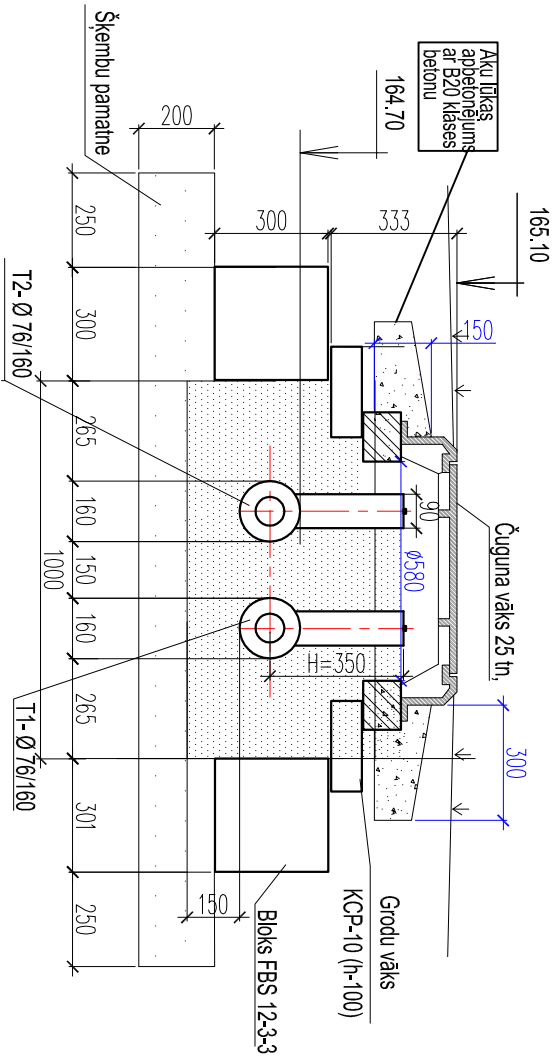 165.10
164.70
Aku lūkas
apbetonējums
ar B20 klases
betonu
Šķembu pamatne
Čuguna vāks 25 tn,
200
300
333
150
300
90
Ø580
H=350
150
Grodu vāks
KCP-10 (h-100)
Bloks FBS 12-3-3
250
300
265
160
150
160
265
301
250
1000
T2- Ø 76/160
T1- Ø 76/160